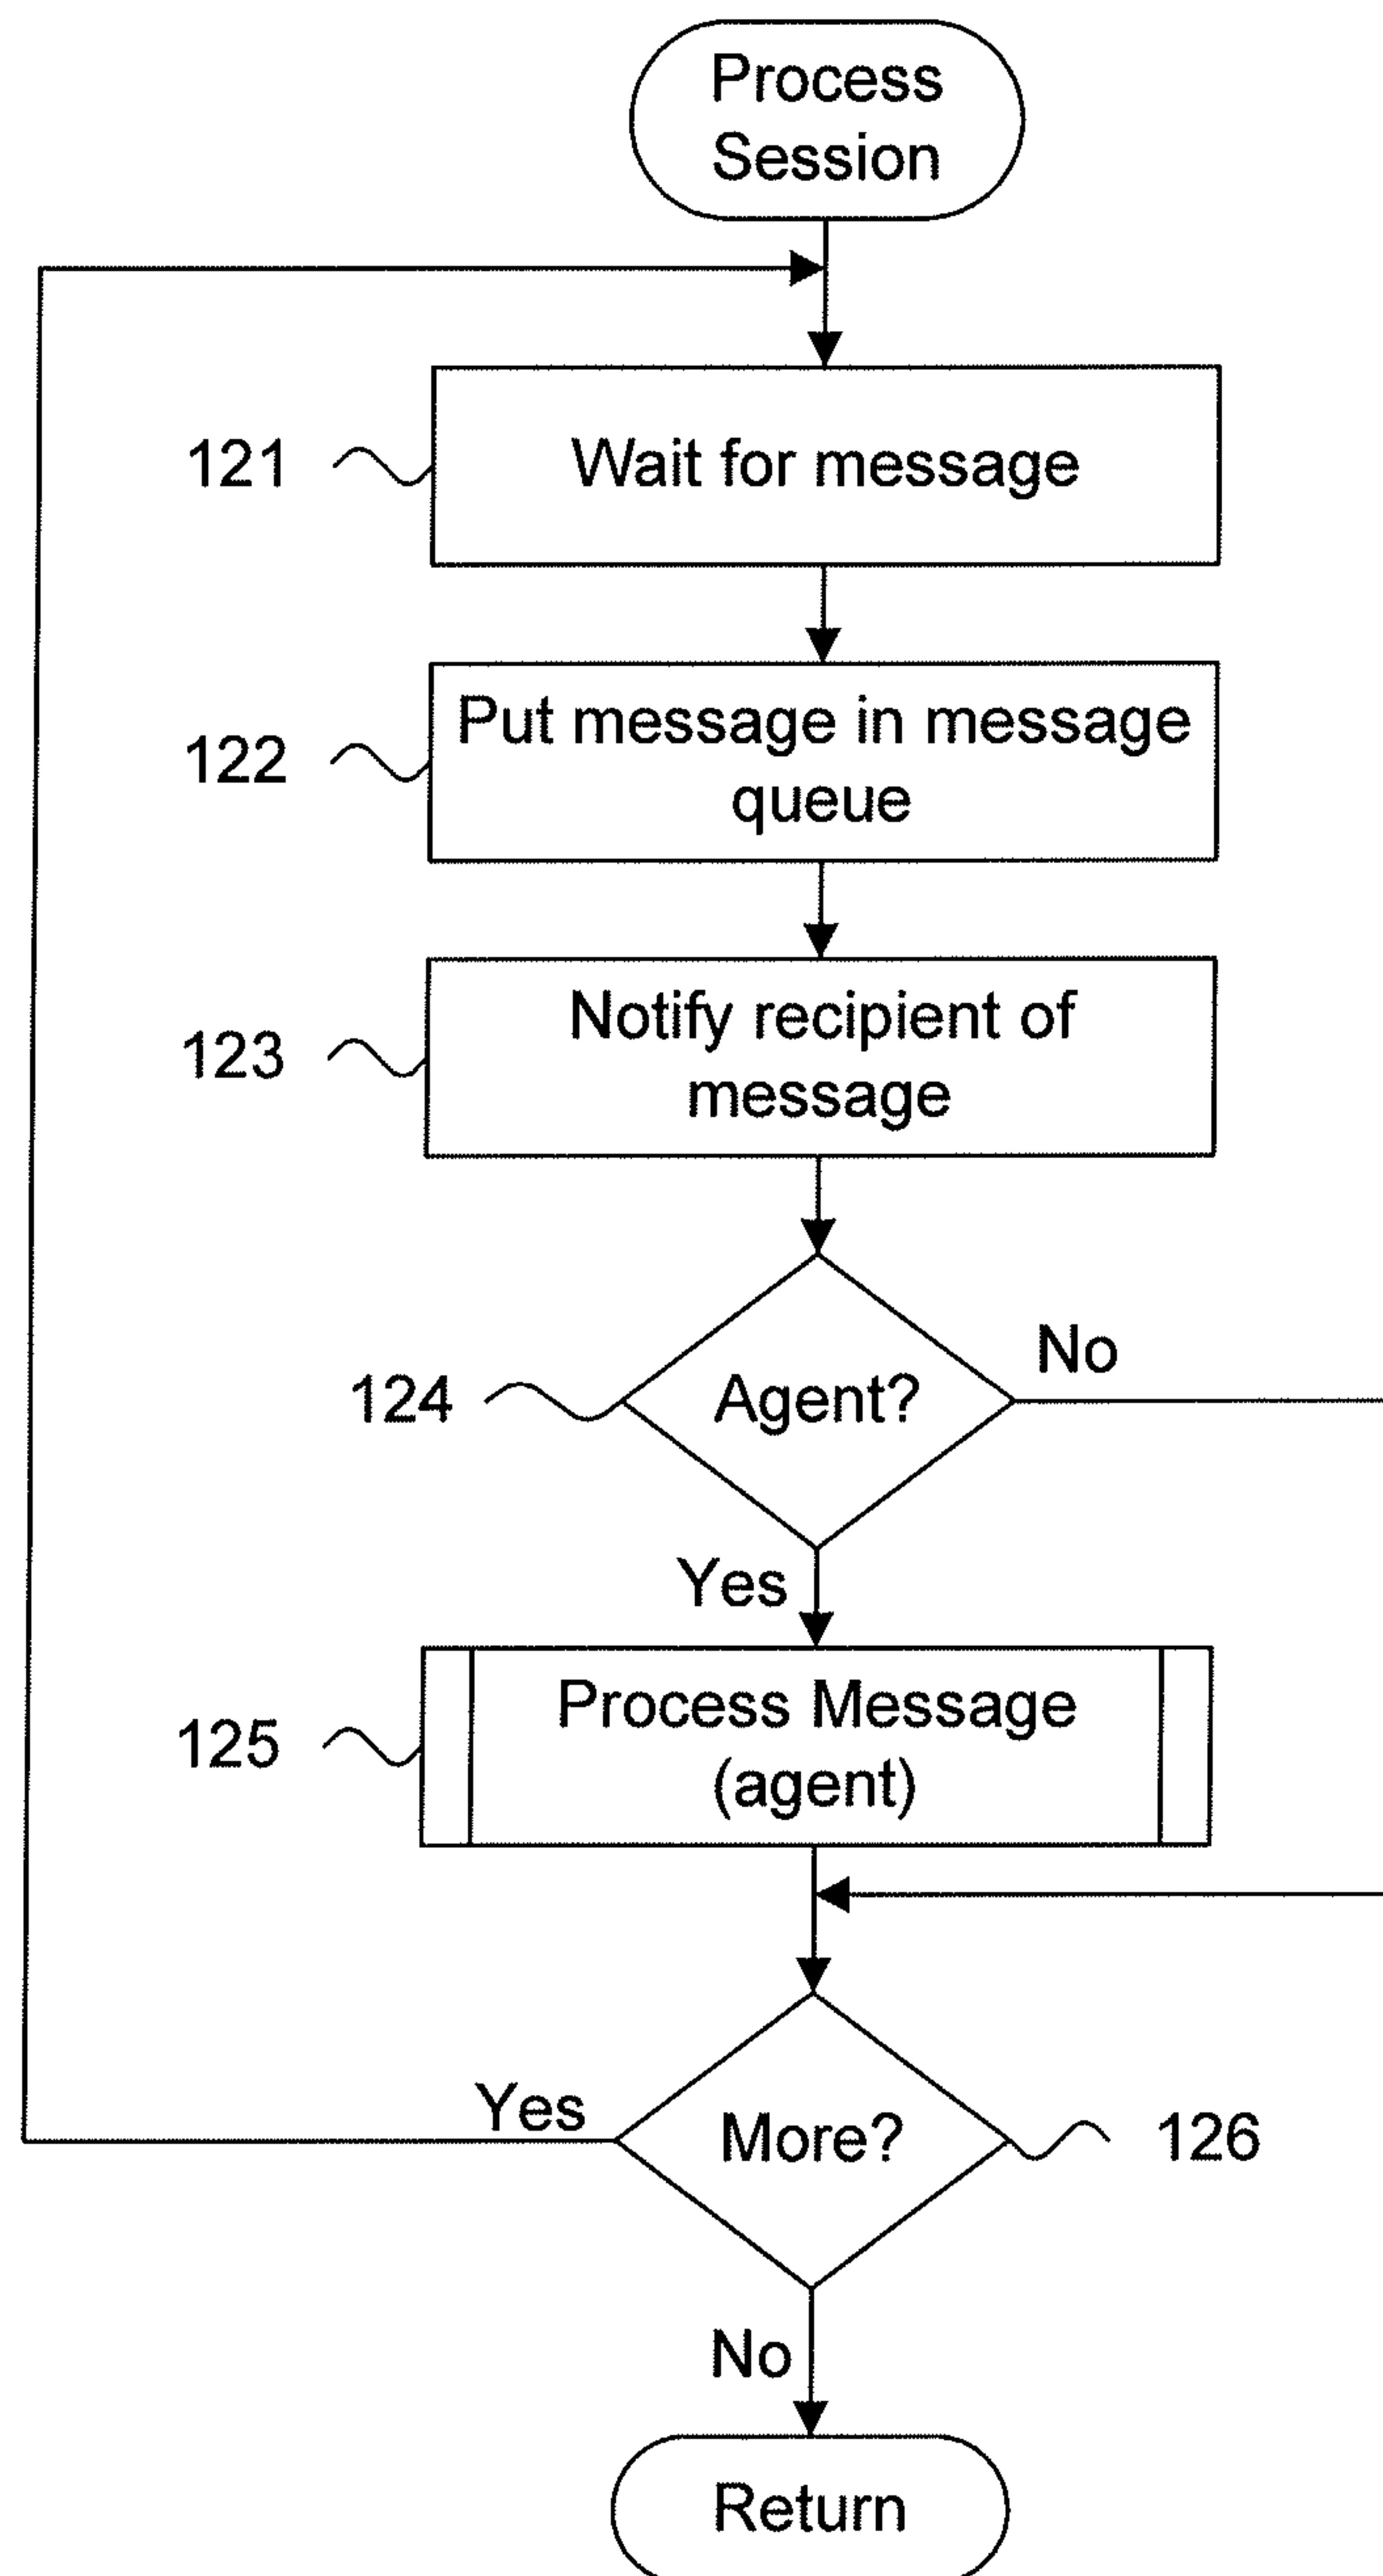 Process
Session
121
Wait for message
122
Put message in message
queue
123
Notify recipient of
message
124
Agent?
No
Yes
125
Process Message
(agent)
Yes
More?
126
No
Return